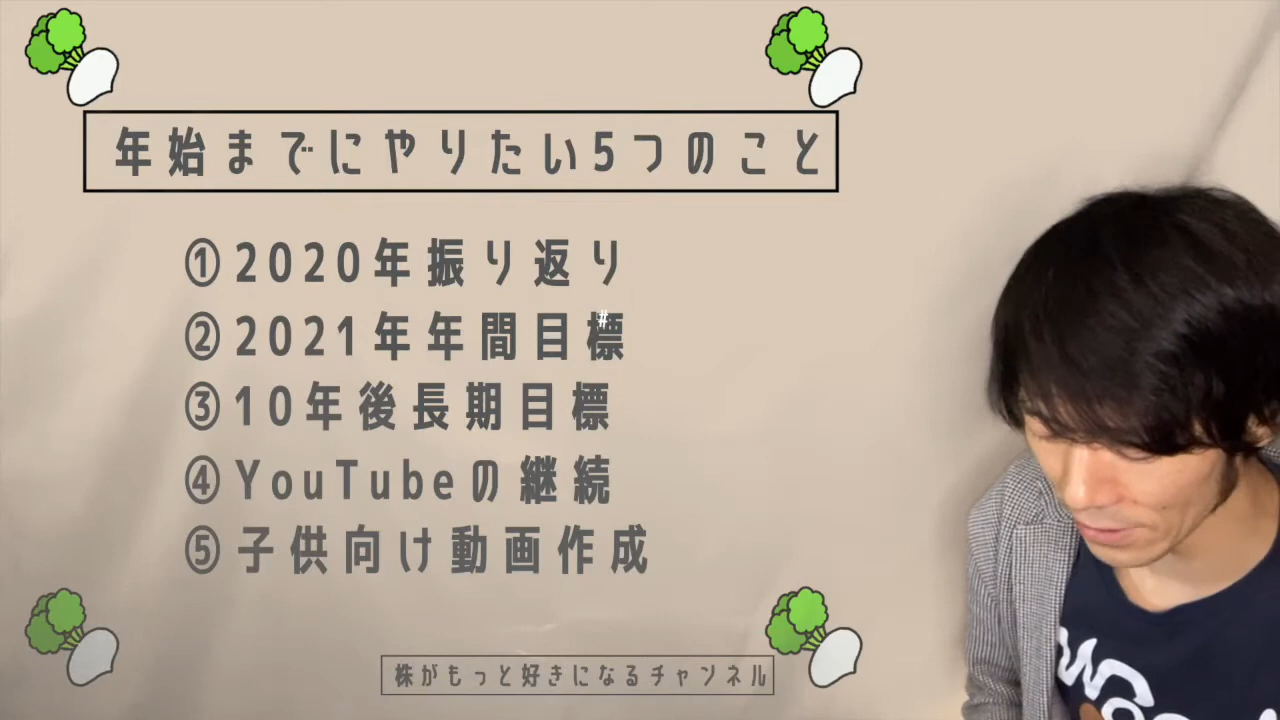 年始までにやりたい5つのこと
①2020年振り返り
②2021年年間目標
#
③10年後長期目標
④YouTubeの継続
⑤子供向け動画作成
株がもっと好きになるチャンネル